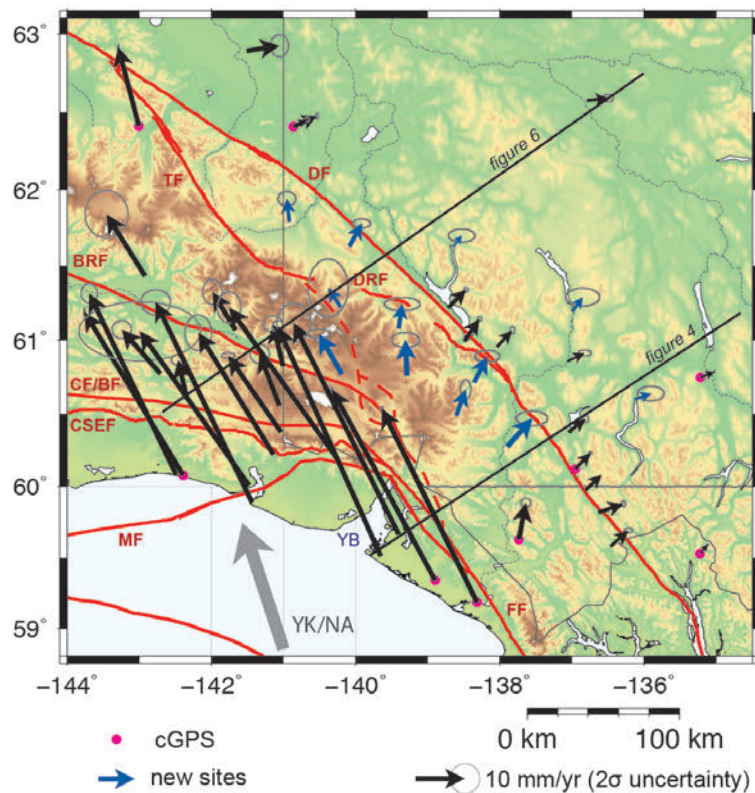 63˚
62˚
61˚
60˚
59˚
figure 6
DF
TF
BRF
DRF
figure 4
CF/BF
CSEF
MF
YB
YK/NA
FF
−144˚ −142˚ −140˚ −138˚ −136˚
cGPS
0 km 100 km
new sites
10 mm/yr (2σ uncertainty)